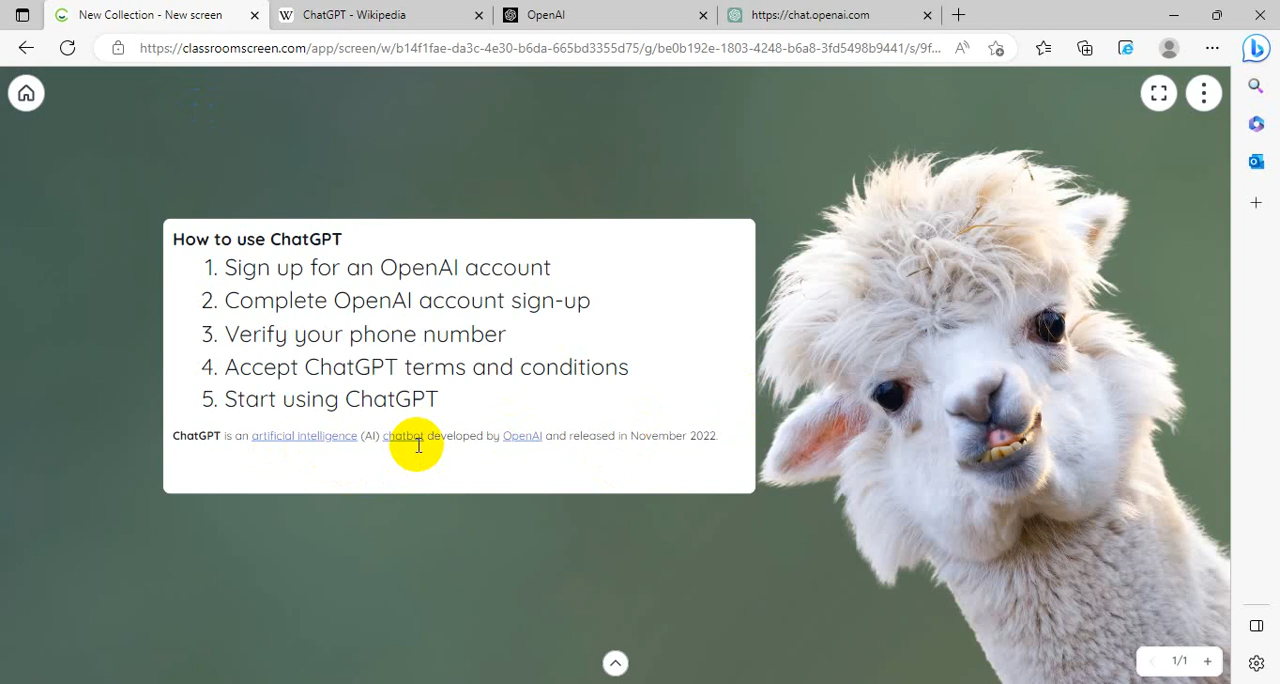 New Collection - New screen
ChatGPT - Wikipedia
OpenAI
https://chat.openai.com
https://classroomscreen.com/app/screen/w/b14f1fae-da3c-4e30-b6da-665bd3355d75/g/be0b192e-1803-4248-b6a8-3fd5498b9441/s/9f...
How to use ChatGPT
1. Sign up for an OpenAI account
2. Complete OpenAI account sign-up
3. Verify your phone number
4. Accept ChatGPT terms and conditions
5. Start using ChatGPT
ChatGPT is an artificial intelligence (AI) chatbot developed by OpenAI and released in November 2022.
1/1